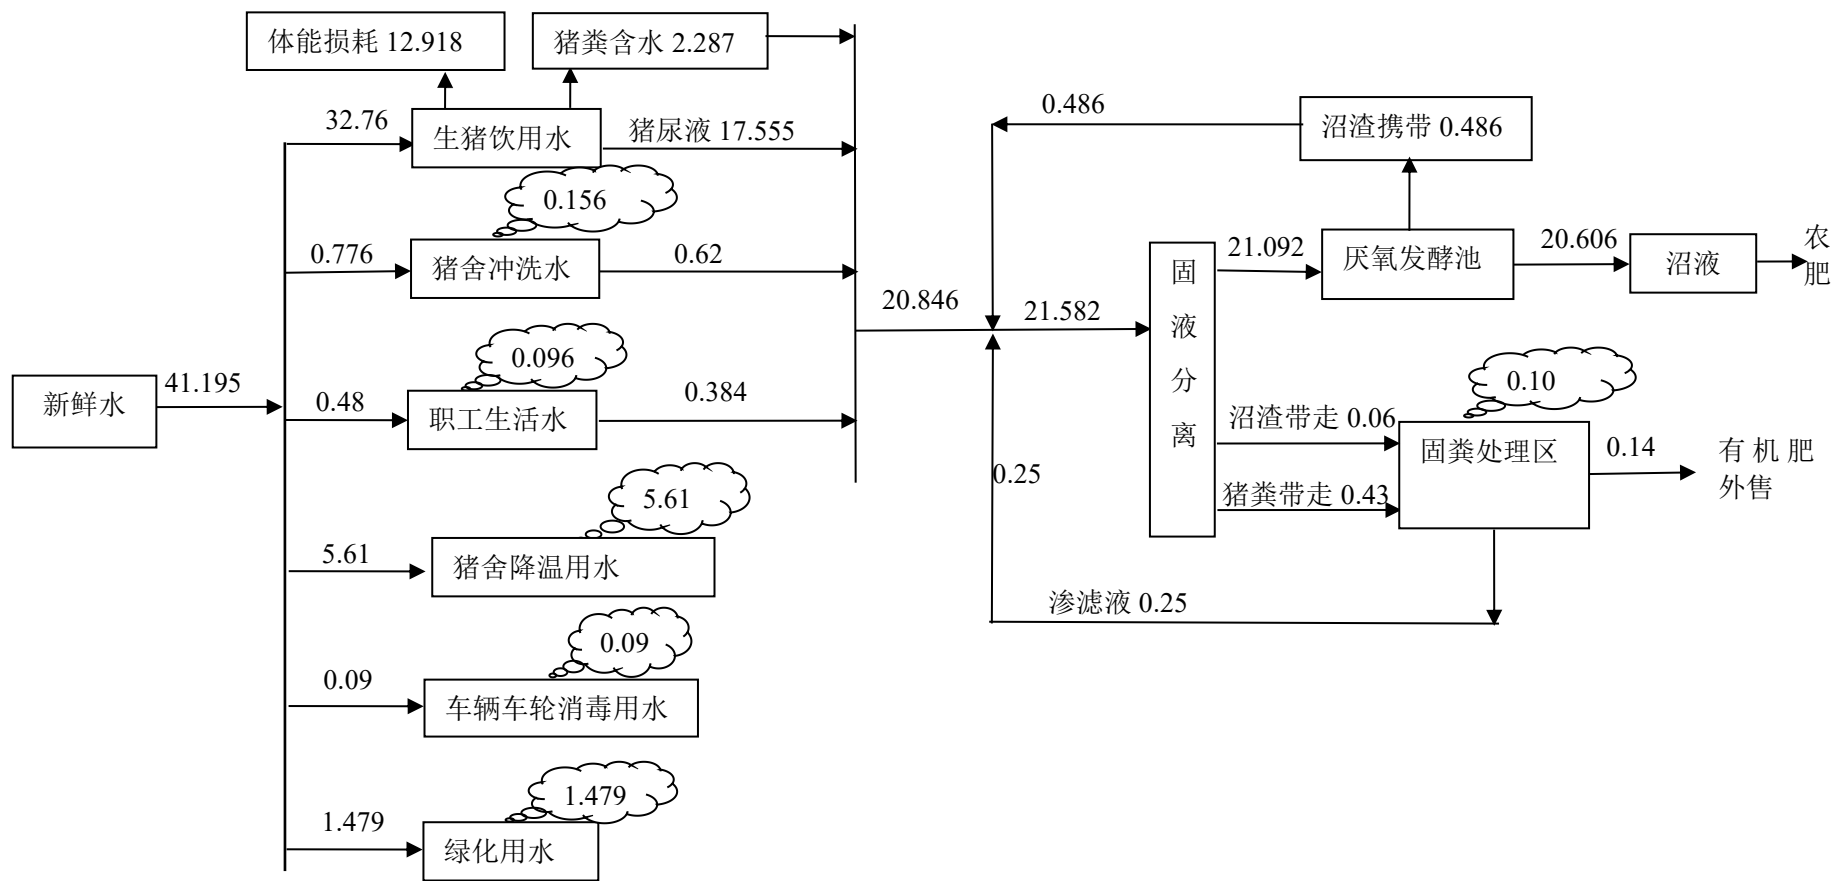 体能损耗 12.918
猪粪含水 2.287
32.76
生猪饮用水
猪尿液 17.555
0.486
沼渣携带 0.486
0.156
0.776
猪舍冲洗水
0.62
21.092
厌氧发酵池
20.606
沼液
农
肥
20.846
21.582
固
液
分
离
新鲜水
41.195
0.096
0.48
职工生活水
0.384
0.10
沼渣带走 0.06
固粪处理区
0.14
有 机 肥
外售
猪粪带走 0.43
0.25
5.61
5.61
猪舍降温用水
渗滤液 0.25
0.09
0.09
车辆车轮消毒用水
1.479
1.479
绿化用水